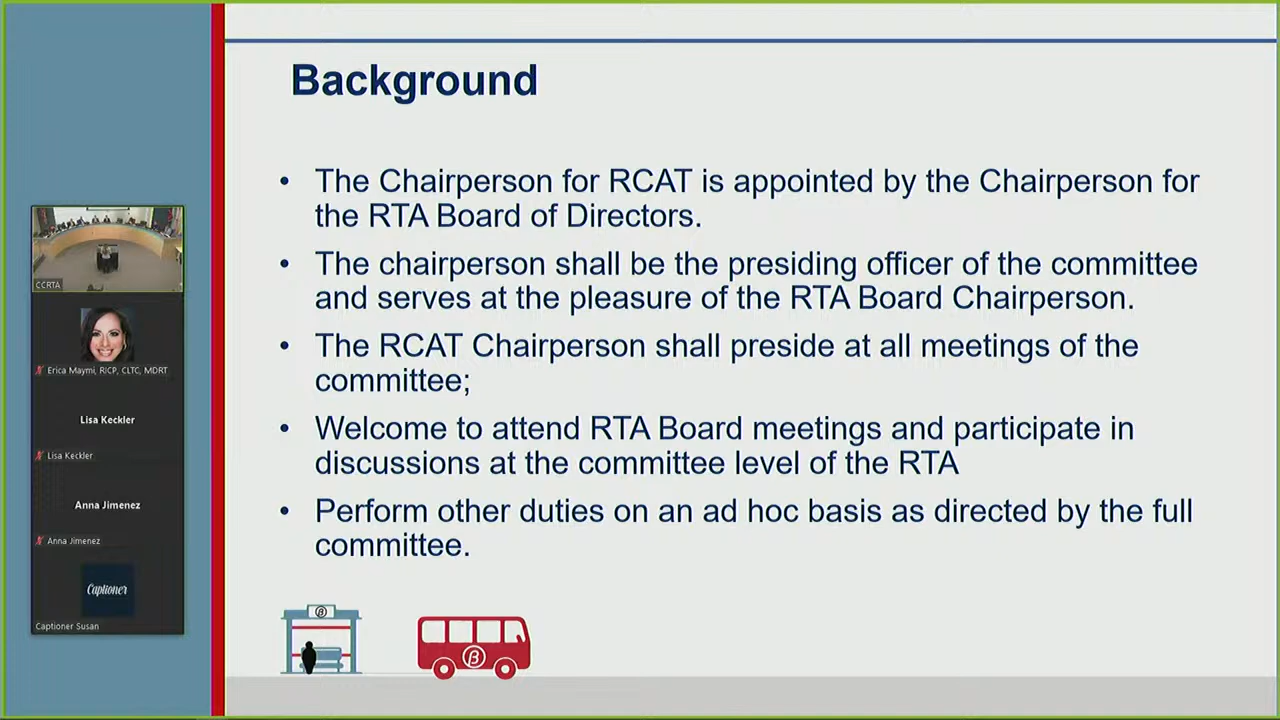 Background
• The Chairperson for RCAT is appointed by the Chairperson for
the RTA Board of Directors.
• The chairperson shall be the presiding officer of the committee
and serves at the pleasure of the RTA Board Chairperson.
• The RCAT Chairperson shall preside at all meetings of the
committee;
• Welcome to attend RTA Board meetings and participate in
discussions at the committee level of the RTA
• Perform other duties on an ad hoc basis as directed by the full
committee.
CCRTA
Erica Maymi, RICP, CLTC, MDRT
Lisa Keckler
Lisa Keckler
Anna Jimenez
Anna Jimenez
Captioner
Captioner Susan